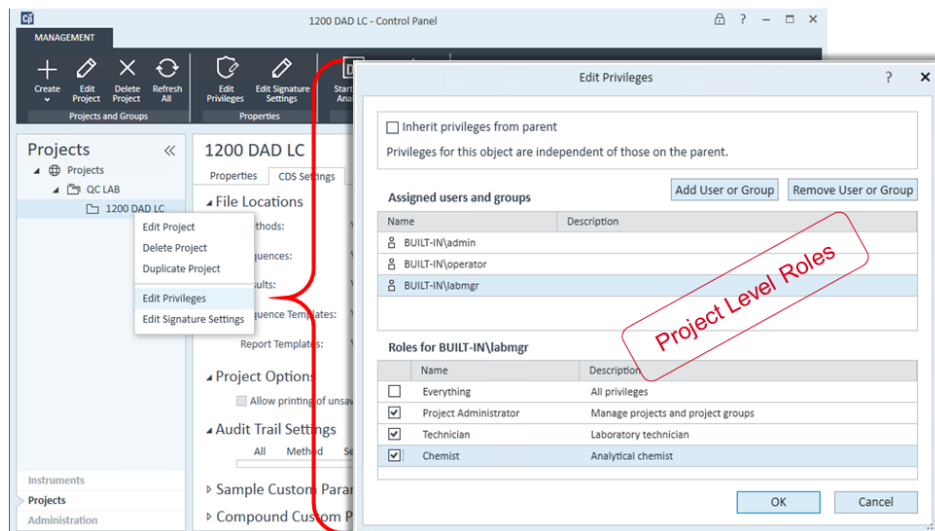 Cp
1200 DAD LC - Control Panel
?
MANAGEMENT
Create
Edit Project
Delete Project
Refresh All
Projects and Groups
Edit Privileges
Edit Signature Settings
Properties
Projects
Projects
QC LAB
1200 DAD LC
Edit Project
Delete Project
Duplicate Project
Edit Privileges
Edit Signature Settings
Instruments
Projects
Administration
1200 DAD LC
Properties
CDS Settings
File Locations
Report Templates:
Project Options
Allow printing of
Audit Trail Settings
All Method
Sample Custom
Compound Custom
Edit Privileges
?
Inherit privileges from parent
Privileges for this object are independent of those on the parent.
Assigned users and groups
Add User or Group
Remove User or Group
Name Description
BUILT-IN\admin
BUILT-IN\operator
BUILT-IN\labmgr
Project Level Roles
Roles for BUILT-IN\labmgr
Name Description
Everything All privileges
Project Administrator Manage projects and project groups
Technician Laboratory technician
Chemist Analytical chemist
OK
Cancel